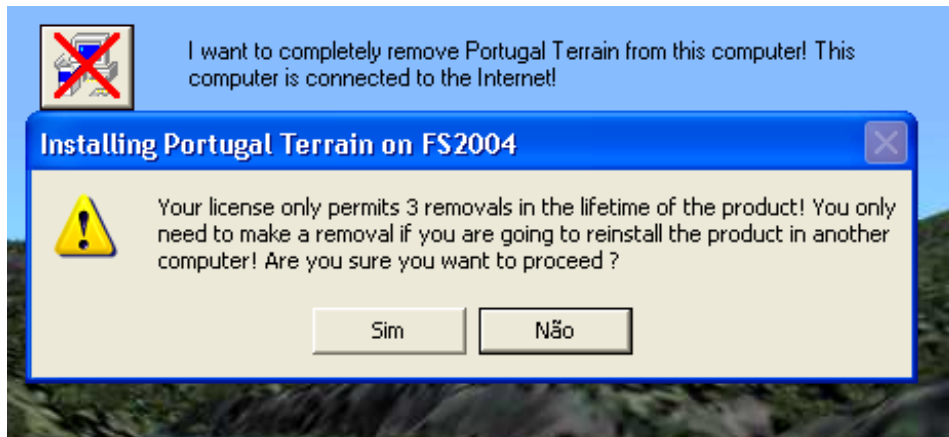 I want to completely remove Portugal Terrain from this computer! This
computer is connected to the Internet!
Installing Portugal Terrain on FS2004
Your license only permits 3 removals in the lifetime of the product! You only
need to make a removal if you are going to reinstall the product in another
computer! Are you sure you want to proceed ?
Sim
Não